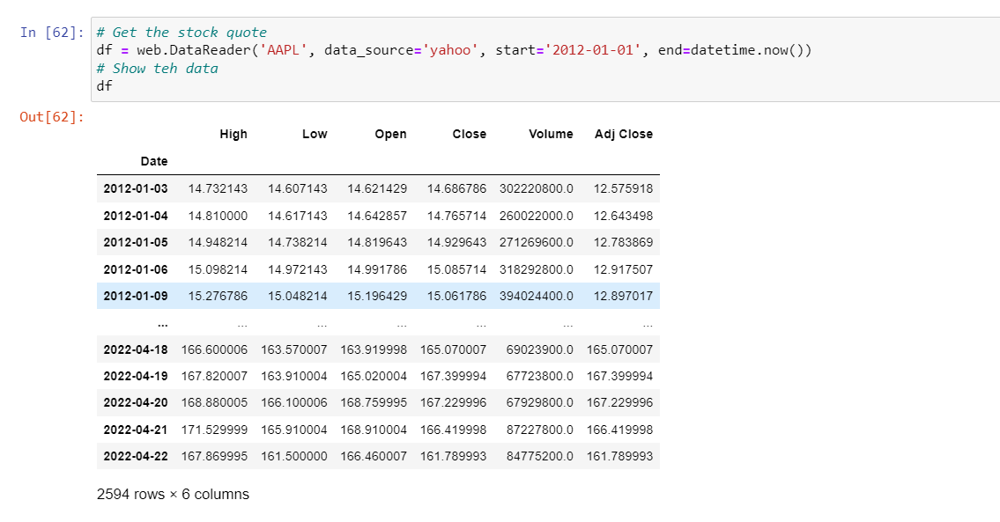 In [62]: # Get the stock quote
df = web.DataReader('AAPL', data_source='yahoo', start='2012-01-01', end=datetime.now())
# Show teh data
df
Out[62]:
High Low Open Close Volume Adj Close
Date
2012-01-03 14.732143 14.607143 14.621429 14.686786 302220800.0 12.575918
2012-01-04 14.810000 14.617143 14.642857 14.765714 260022000.0 12.643498
2012-01-05 14.948214 14.738214 14.819643 14.929643 271269600.0 12.783869
2012-01-06 15.098214 14.972143 14.991786 15.085714 318292800.0 12.917507
2012-01-09 15.276786 15.048214 15.196429 15.061786 394024400.0 12.897017
... ... ... ... ... ... ...
2022-04-18 166.600006 163.570007 163.919998 165.070007 69023900.0 165.070007
2022-04-19 167.820007 163.910004 165.020004 167.399994 67723800.0 167.399994
2022-04-20 168.880005 166.100006 168.759995 167.229996 67929800.0 167.229996
2022-04-21 171.529999 165.910004 168.910004 166.419998 87227800.0 166.419998
2022-04-22 167.869995 161.500000 166.460007 161.789993 84775200.0 161.789993
2594 rows × 6 columns